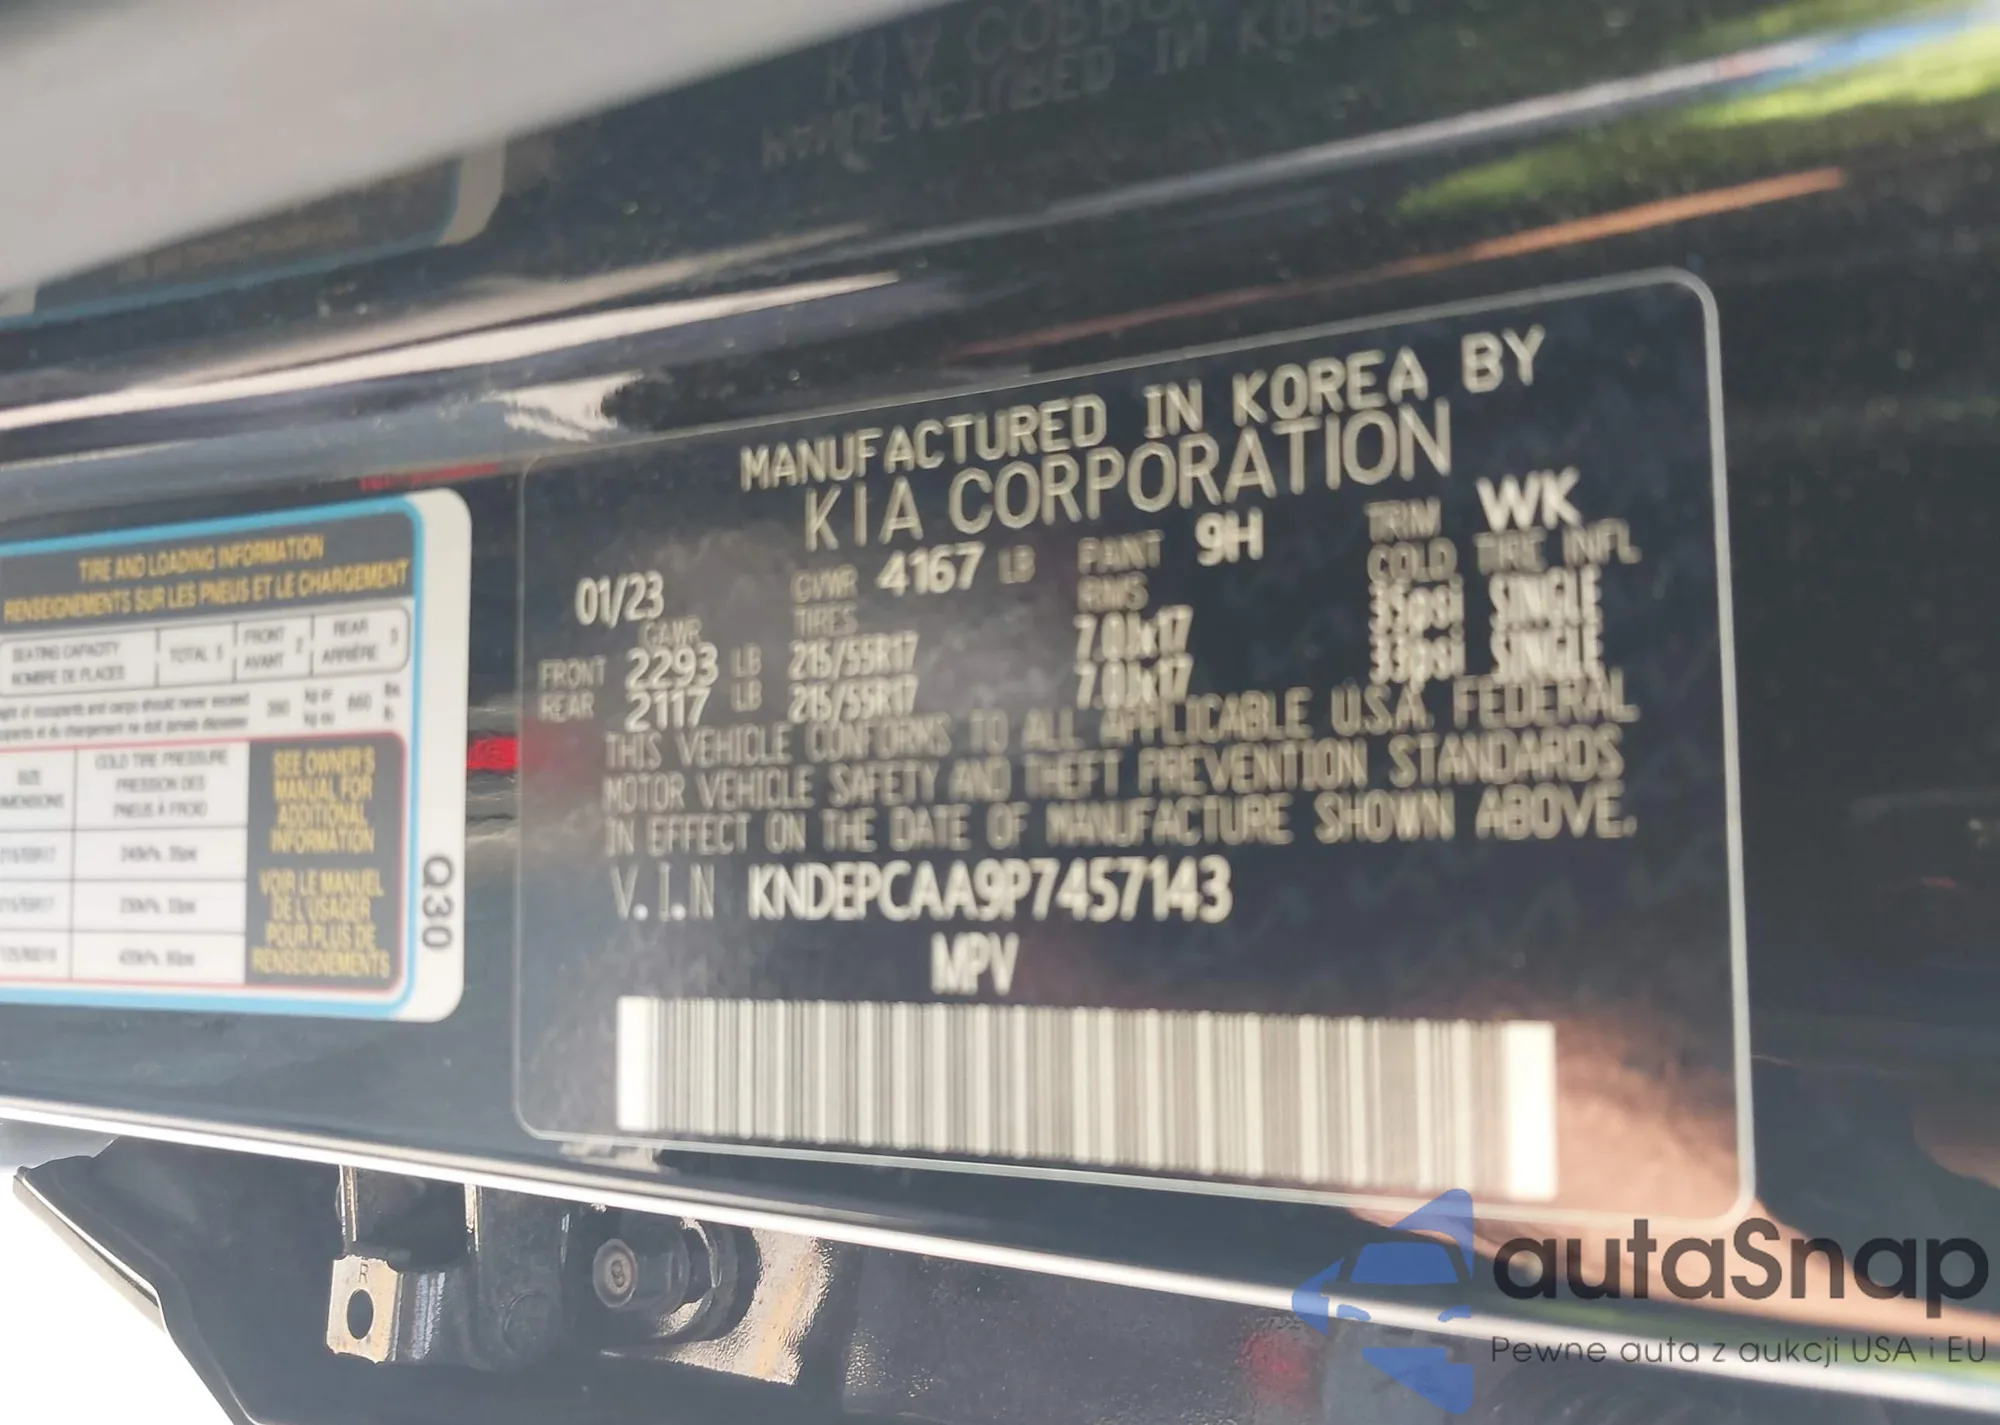 TIRE AND LOADING INFORMATION
RENSEIGNEMENTS SUR LES PNEUS ET LE CHARGEMENT
SEATING CAPACITY
NOMBRE DE PLACES
TOTAL 5
FRONT
AVANT
2
REAR
ARRIÈRE
3
COLD TIRE PRESSURE
PRESSION DES
PNEUS À FROID
SEE OWNER'S
MANUAL FOR
ADDITIONAL
INFORMATION
VOIR LE MANUEL
DE L'USAGER
POUR PLUS DE
RENSEIGNEMENTS
Q30
MANUFACTURED IN KOREA BY
KIA CORPORATION
01/23 GVWR 4167 LB PAINT 9H TRIM WK
GAWR TIRES RIMS COLD TIRE INFL
FRONT 2293 LB 215/55R17 7.0Jx17 35psi SINGLE
REAR 2117 LB 215/55R17 7.0Jx17 33psi SINGLE
THIS VEHICLE CONFORMS TO ALL APPLICABLE U.S.A. FEDERAL
MOTOR VEHICLE SAFETY AND THEFT PREVENTION STANDARDS
IN EFFECT ON THE DATE OF MANUFACTURE SHOWN ABOVE.
V.I.N KNDEPCAA9P7457143
MPV
R
autaSnap
Pewne auta z aukcji USA i EU